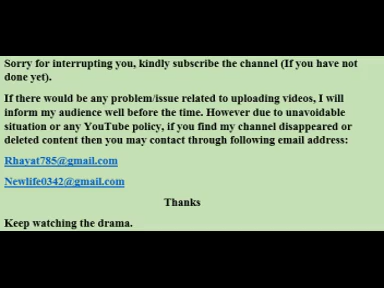 Sorry for interrupting you, kindly subscribe the channel (If you have not
done yet).
If there would be any problem/issue related to uploading videos, I will
inform my audience well before the time. However due to unavoidable
situation or any YouTube policy, if you find my channel disappeared or
deleted content then you may contact through following email address:
Rhayat785@gmail.com
Newlife0342@gmail.com
Thanks
Keep watching the drama.